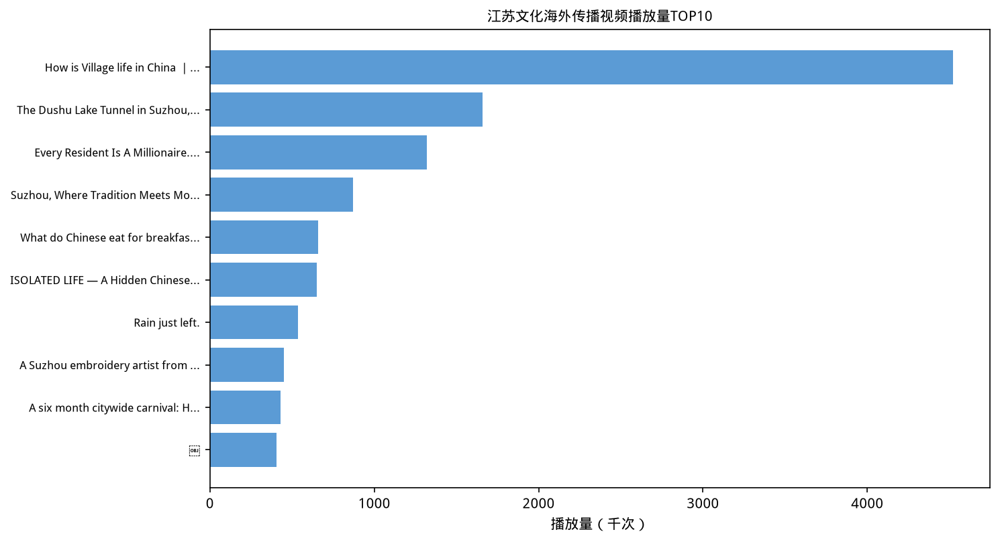 江苏文化海外传播视频播放量TOP10
How is Village life in China | ...
The Dushu Lake Tunnel in Suzhou,...
Every Resident Is A Millionaire....
Suzhou, Where Tradition Meets Mo...
What do Chinese eat for breakfas...
ISOLATED LIFE — A Hidden Chinese...
Rain just left.
A Suzhou embroidery artist from ...
A six month citywide carnival: H...
OBJ
0 1000 2000 3000 4000
播放量（千次）